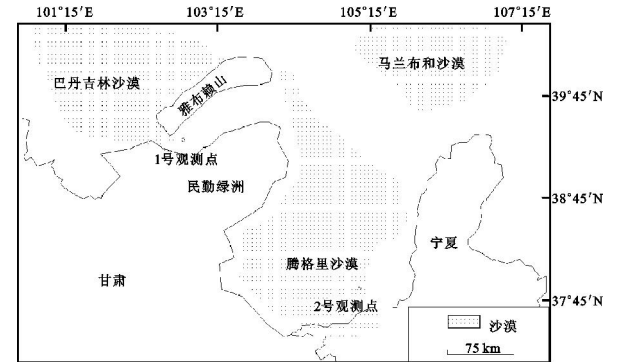 101°15′E
103°15′E
105°15′E
107°15′E
巴丹吉林沙漠
马兰布和沙漠
雅布赖山
39°45′N
1号观测点
民勤绿洲
38°45′N
宁夏
腾格里沙漠
甘肃
2号观测点
37°45′N
沙漠
75 km